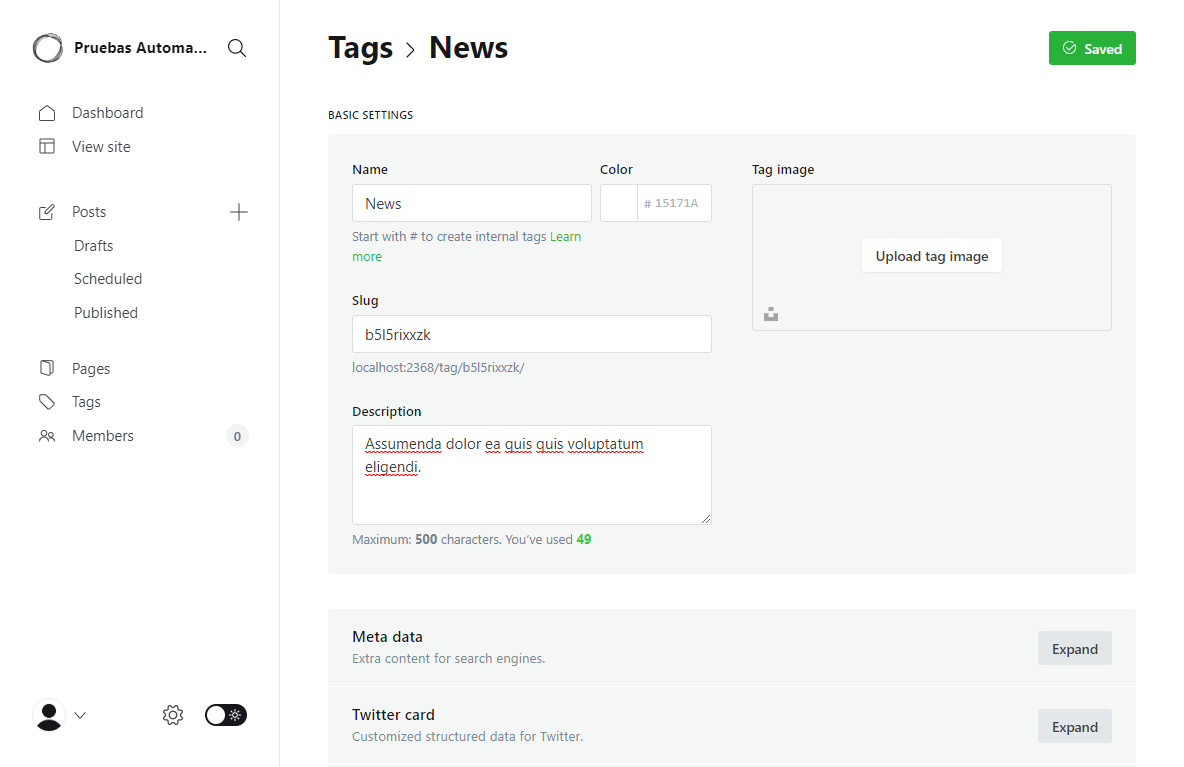 Pruebas Automa...
Dashboard
View site
Posts
Drafts
Scheduled
Published
Pages
Tags
Members
0
Tags > News
Saved
BASIC SETTINGS
Name
News
Start with # to create internal tags Learn
more
Color
# 15171A
Slug
b5l5rixxzk
localhost:2368/tag/b5l5rixxzk/
Description
Assumenda dolor ea quis quis voluptatum
eligendi.
Maximum: 500 characters. You've used 49
Tag image
Upload tag image
Meta data
Extra content for search engines.
Expand
Twitter card
Customized structured data for Twitter.
Expand